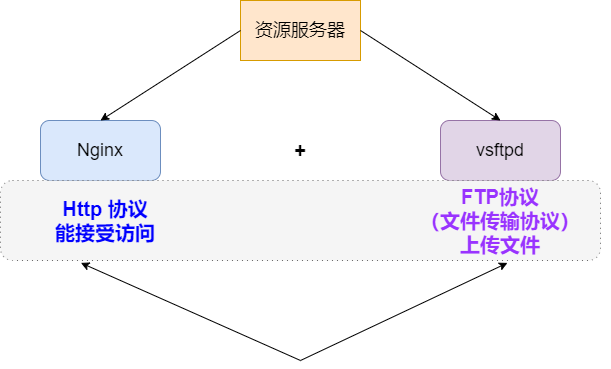 资源服务器
Nginx
+
vsftpd
Http 协议
能接受访问
FTP协议
（文件传输协议）
上传文件